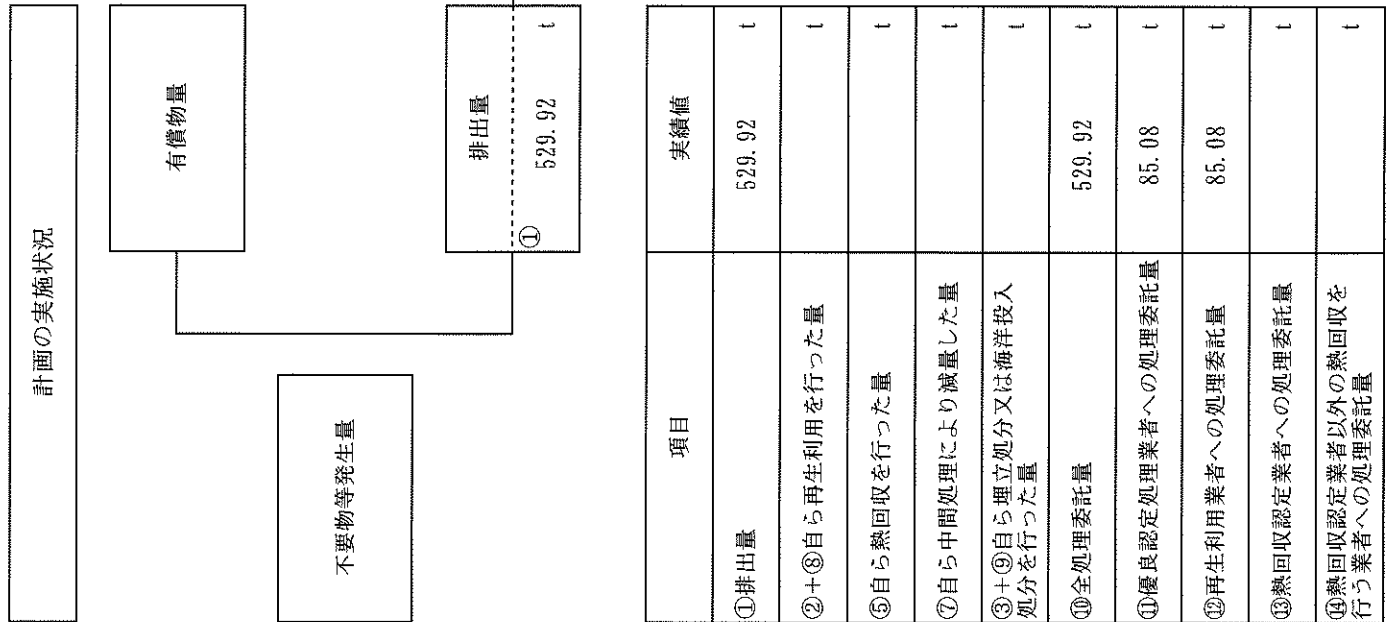 計画の実施状況
不要物等発生量
有償物量
排出量
① 529.92 t
項目 実績値
①排出量 529.92 t
②+⑧自ら再生利用を行った量 t
⑤自ら熱回収を行った量 t
⑦自ら中間処理により減量した量 t
③+⑨自ら埋立処分又は海洋投入
処分を行った量 t
⑩全処理委託量 529.92 t
⑪優良認定処理業者への処理委託量 85.08 t
⑫再生利用業者への処理委託量 85.08 t
⑬熱回収認定業者への処理委託量 t
⑭熱回収認定業者以外の熱回収を
行う業者への処理委託量 t